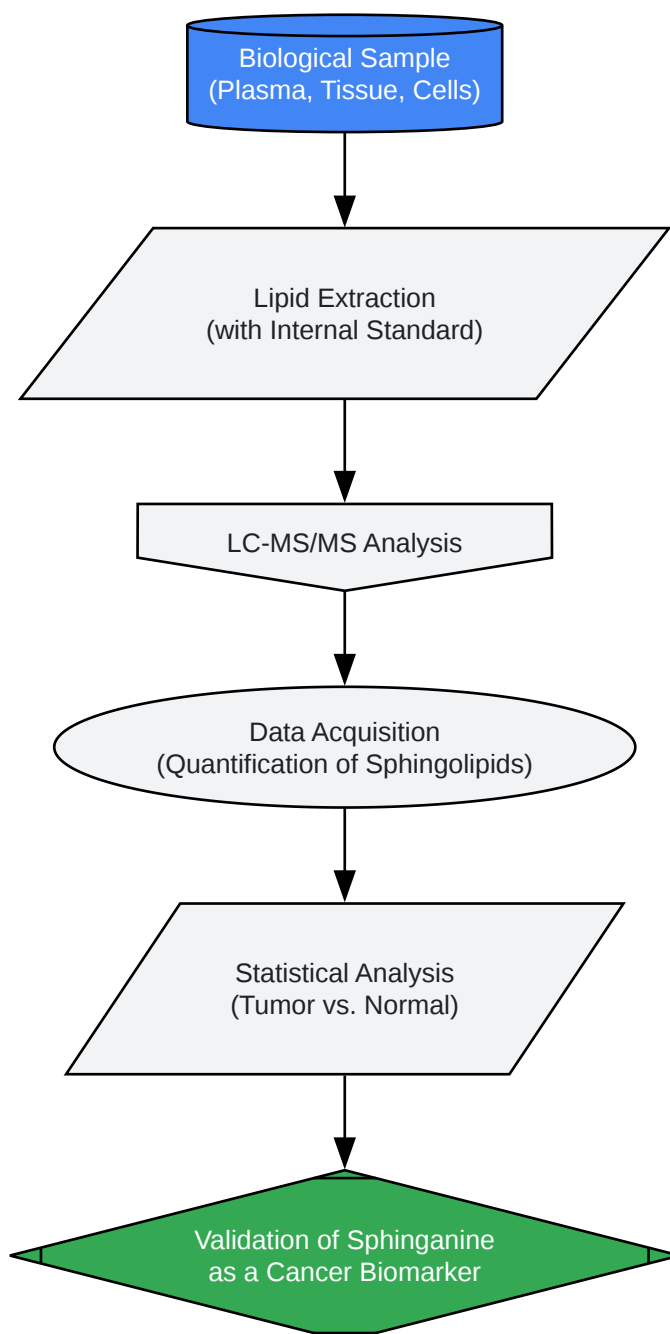 Biological Sample
(Plasma, Tissue, Cells)
Lipid Extraction
(with Internal Standard)
LC-MS/MS Analysis
Data Acquisition
(Quantification of Sphingolipids)
Statistical Analysis
(Tumor vs. Normal)
Validation of Sphinganine
as a Cancer Biomarker